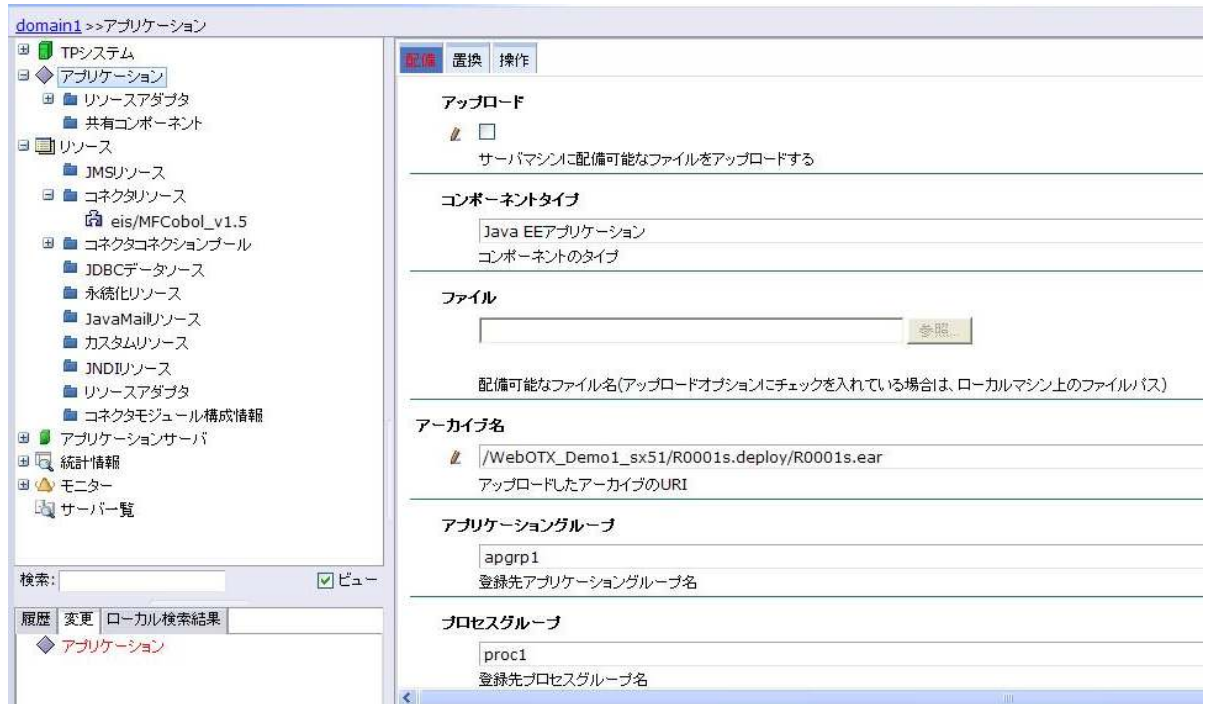 domain1 >>アプリケーション
TPシステム
アプリケーション
リソースアダプタ
共有コンポーネント
リソース
JMSリソース
コネクタリソース
eis/MFCobol_v1.5
コネクタコネクションプール
JDBCデータソース
永続化リソース
JavaMailリソース
カスタムリソース
JNDIリソース
リソースアダプタ
コネクタモジュール構成情報
アプリケーションサーバ
統計情報
モニター
サーバー覧
検索:
ビュー
履歴 変更 ローカル検索結果
アプリケーション
配備 置換 操作
アップロード
サーバマシンに配備可能なファイルをアップロードする
コンポーネントタイプ
Java EEアプリケーション
コンポーネントのタイプ
ファイル
参照...
配備可能なファイル名(アップロードオプションにチェックを入れている場合は、ローカルマシン上のファイルパス)
アーカイブ名
/WebOTX_Demo1_sx51/R0001s.deploy/R0001s.ear
アップロードしたアーカイブのURI
アプリケーショングループ
apgrp1
登録先アプリケーショングループ名
プロセスグループ
proc1
登録先プロセスグループ名